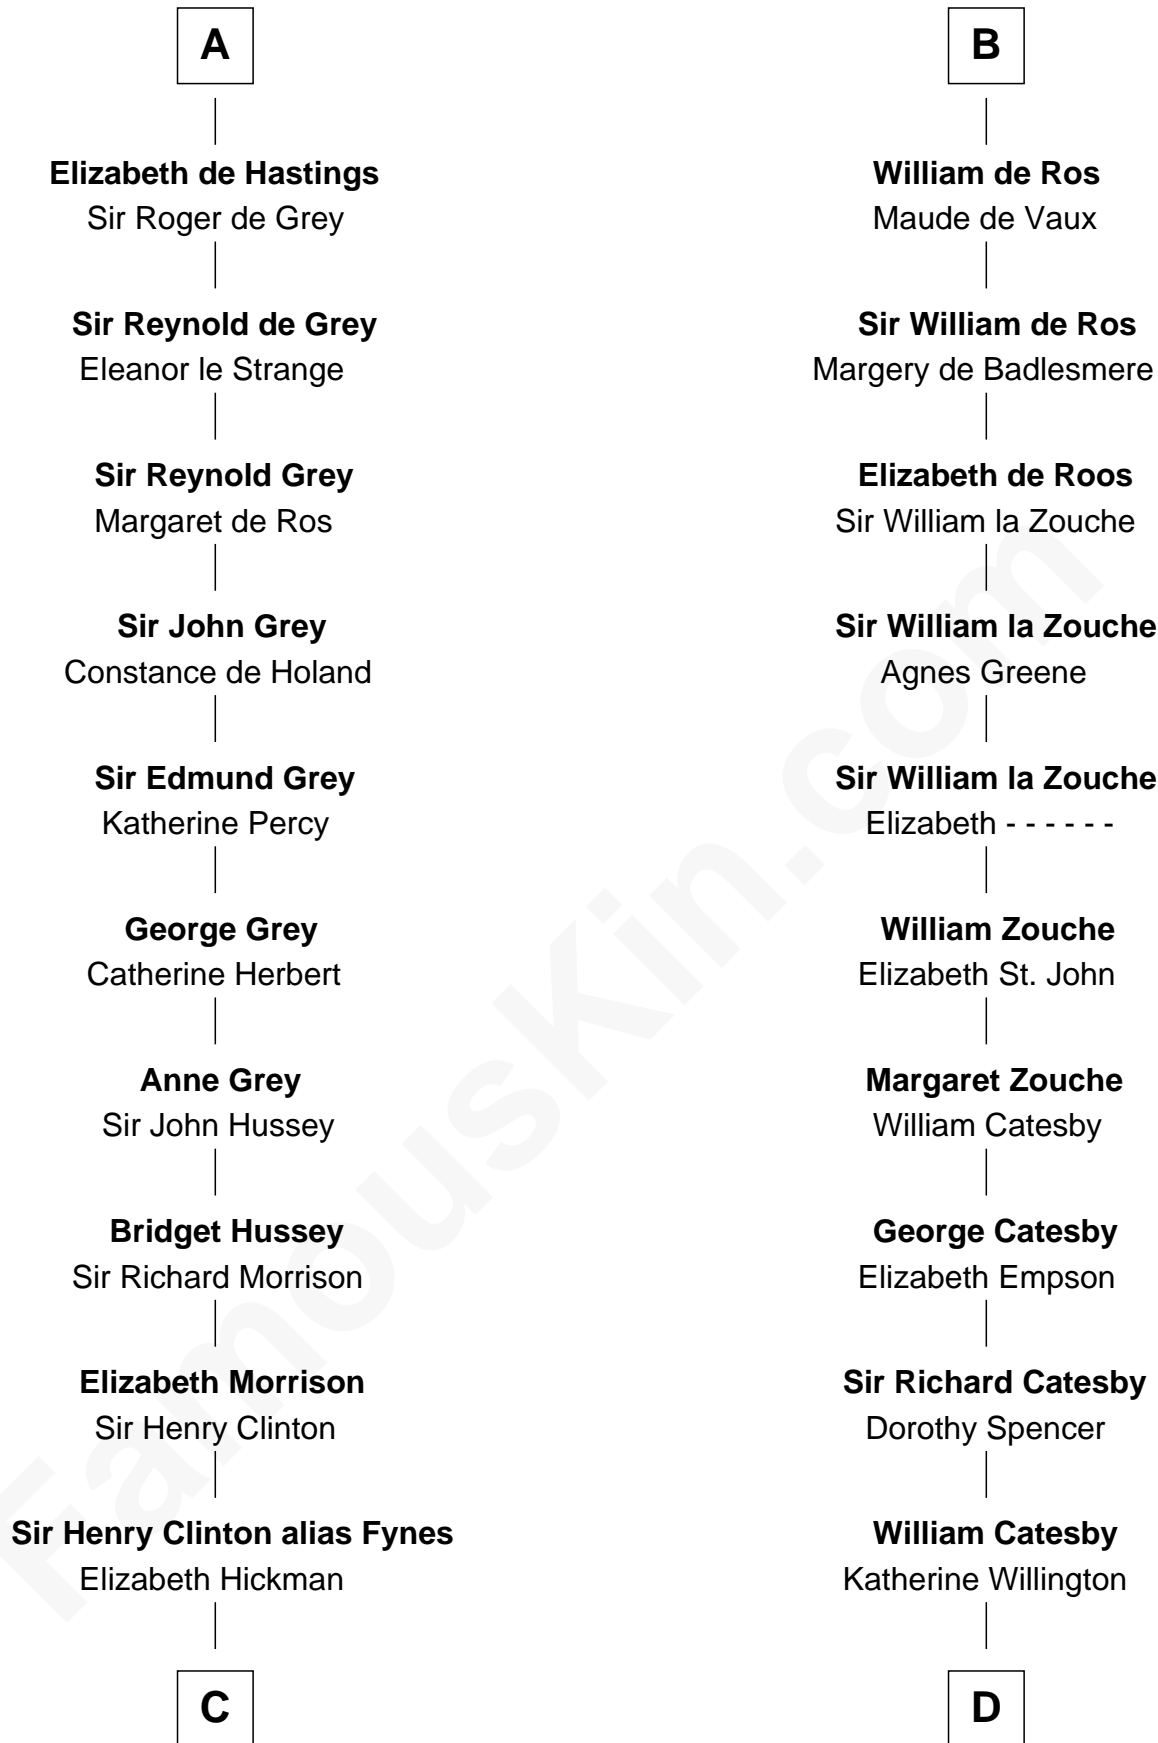 A
Elizabeth de Hastings
Sir Roger de Grey
Sir Reynold de Grey
Eleanor le Strange
Sir Reynold Grey
Margaret de Ros
Sir John Grey
Constance de Holand
Sir Edmund Grey
Katherine Percy
George Grey
Catherine Herbert
Anne Grey
Sir John Hussey
Bridget Hussey
Sir Richard Morrison
Elizabeth Morrison
Sir Henry Clinton
Sir Henry Clinton alias Fynes
Elizabeth Hickman
C
B
William de Ros
Maude de Vaux
Sir William de Ros
Margery de Badlesmere
Elizabeth de Roos
Sir William la Zouche
Sir William la Zouche
Agnes Greene
Sir William la Zouche
Elizabeth - - - - - -
William Zouche
Elizabeth St. John
Margaret Zouche
William Catesby
George Catesby
Elizabeth Empson
Sir Richard Catesby
Dorothy Spencer
William Catesby
Katherine Willington
D
FamousKin.com